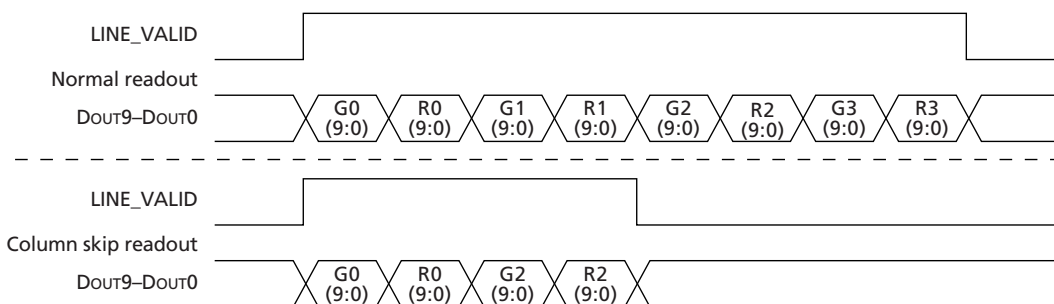 LINE_VALID
Normal readout
DOUT9–DOUT0
G0 (9:0) R0 (9:0) G1 (9:0) R1 (9:0) G2 (9:0) R2 (9:0) G3 (9:0) R3 (9:0)
LINE_VALID
Column skip readout
DOUT9–DOUT0
G0 (9:0) R0 (9:0) G2 (9:0) R2 (9:0)